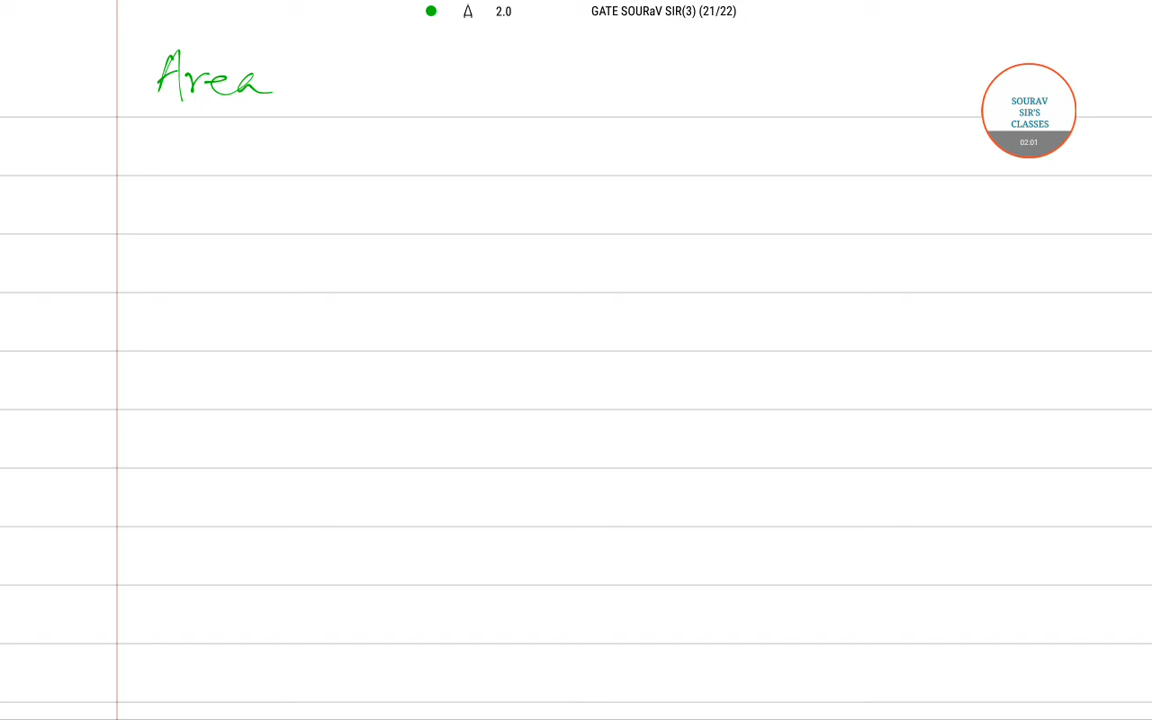 2.0 GATE SOURaV SIR(3) (21/22)
Area
SOURAV
SIR'S
CLASSES
02:01